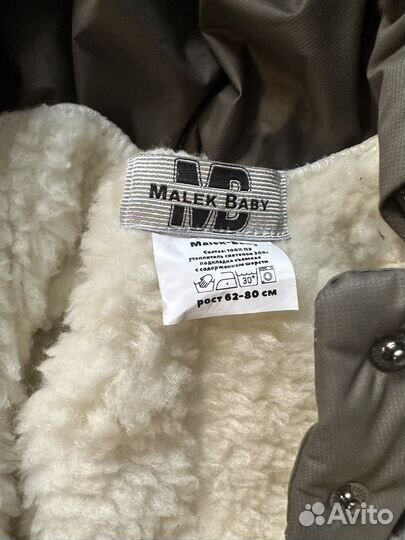 MB
MALEK BABY
Malek-Baby
Состав: 100% ПЭ
утеплитель синтепон 300г
подкладка съемная
с содержанием шерсти
30°
рост 62-80 см
Avito